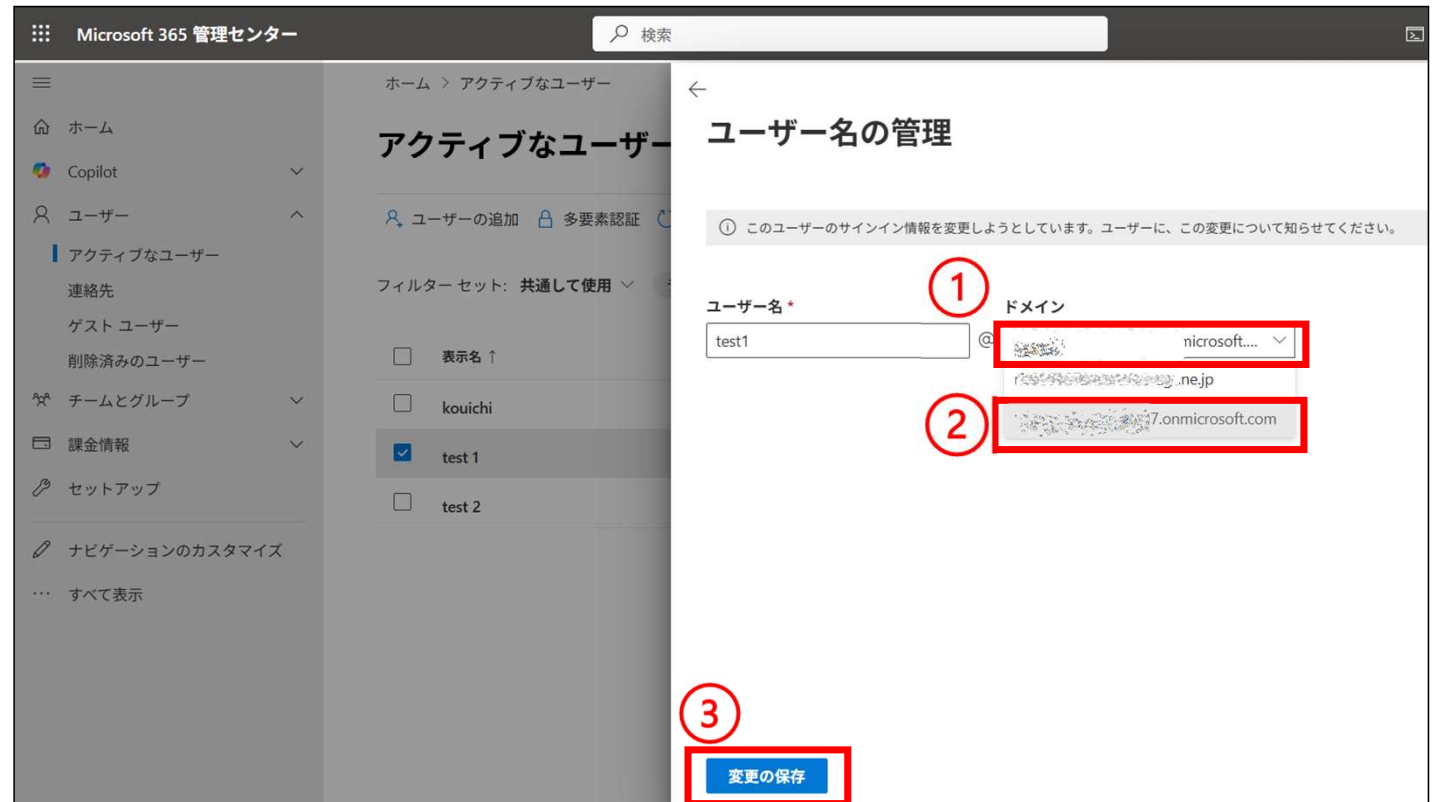 Microsoft 365 管理センター
検索
ホーム > アクティブなユーザー
ホーム
Copilot
ユーザー
アクティブなユーザー
連絡先
ゲスト ユーザー
削除済みのユーザー
チームとグループ
課金情報
セットアップ
ナビゲーションのカスタマイズ
すべて表示
アクティブなユーザー
ユーザーの追加 多要素認証
フィルター セット: 共通して使用
表示名 ↑
kouichi
test 1
test 2
ユーザー名の管理
このユーザーのサインイン情報を変更しようとしています。ユーザーに、この変更について知らせてください。
1
ユーザー名 * ドメイン
test1 @ microsoft....
.ne.jp
2
7.onmicrosoft.com
3
変更の保存